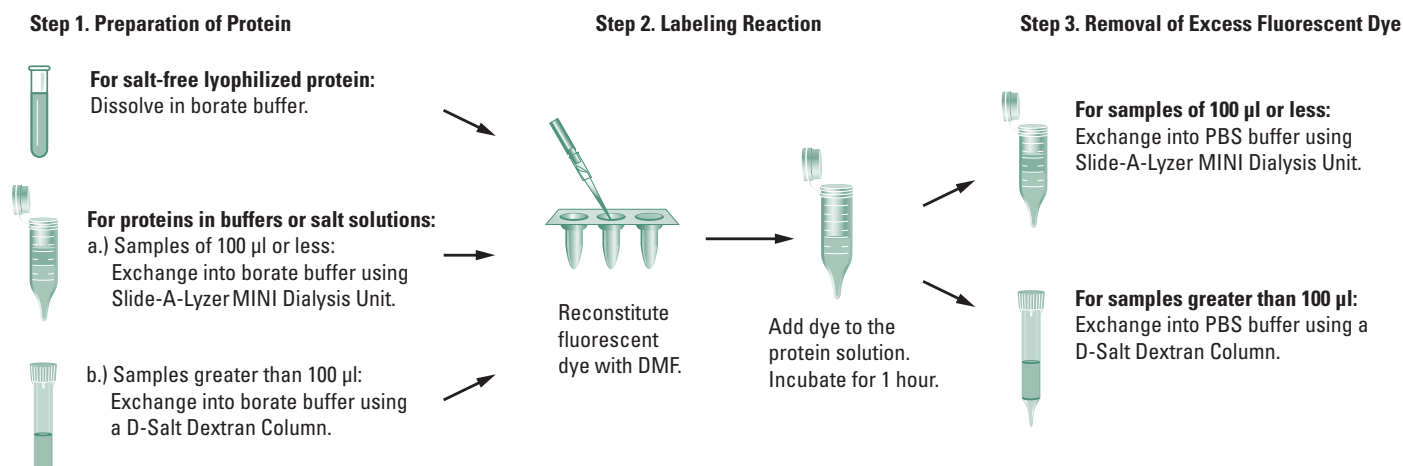 Step 1. Preparation of Protein
For salt-free lyophilized protein:
Dissolve in borate buffer.
For proteins in buffers or salt solutions:
a.) Samples of 100 µl or less:
Exchange into borate buffer using
Slide-A-Lyzer MINI Dialysis Unit.
b.) Samples greater than 100 µl:
Exchange into borate buffer using
a D-Salt Dextran Column.
Step 2. Labeling Reaction
Reconstitute
fluorescent
dye with DMF.
Add dye to the
protein solution.
Incubate for 1 hour.
Step 3. Removal of Excess Fluorescent Dye
For samples of 100 µl or less:
Exchange into PBS buffer using
Slide-A-Lyzer MINI Dialysis Unit.
For samples greater than 100 µl:
Exchange into PBS buffer using a
D-Salt Dextran Column.